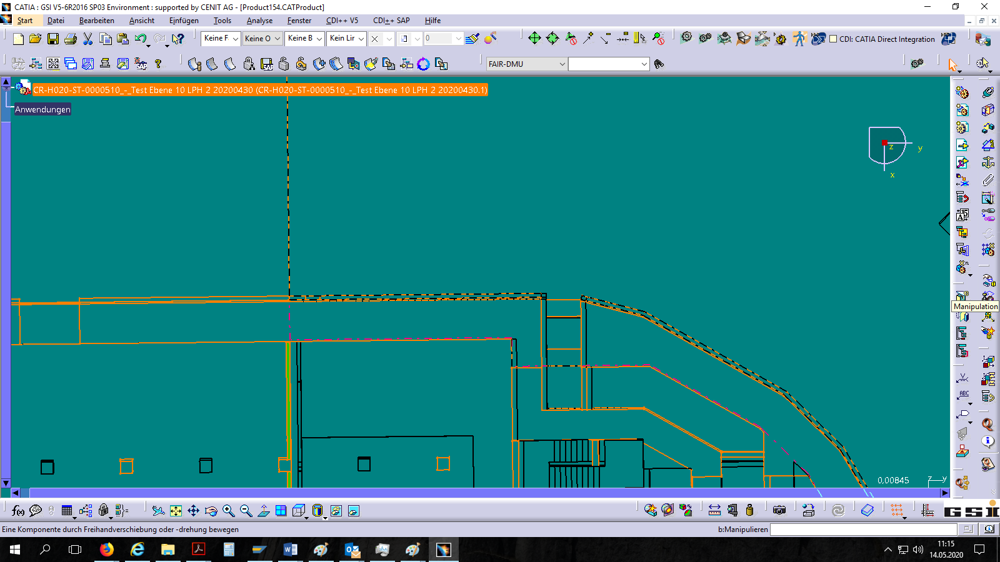 CATIA : GSI V5-6R2016 SP03 Environment : supported by CENIT AG - [Product154.CATProduct]
Start Datei Bearbeiten Ansicht Einfügen Tools Analyse Fenster CDI++ V5 CDI++ SAP Hilfe
Keine F Keine O Keine B Kein Lir 0 CDI: CATIA Direct Integration
FAIR-DMU
CR-H020-ST-0000510_-_Test Ebene 10 LPH 2 20200430 (CR-H020-ST-0000510_-_Test Ebene 10 LPH 2 20200430.1)
Anwendungen
z
y
x
Manipulation
ABC
0,00845
z y
f(x)
GSI
Eine Komponente durch Freihandverschiebung oder -drehung bewegen
b:Manipulieren
11:15
14.05.2020